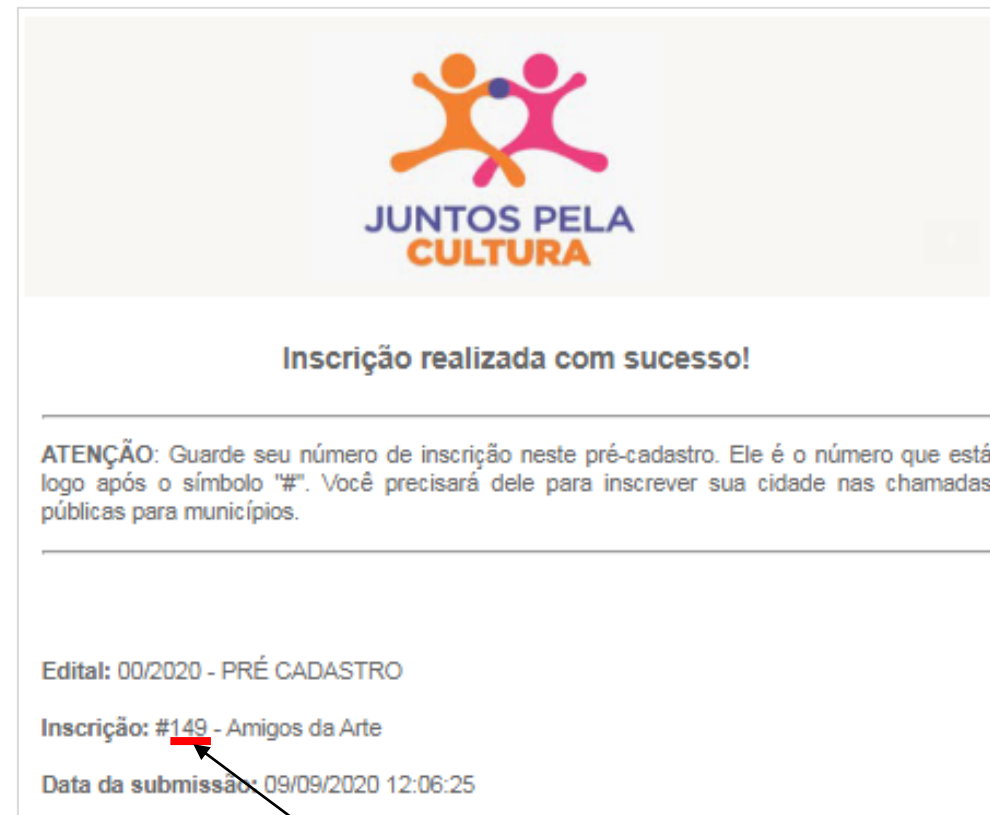 JUNTOS PELA
CULTURA
Inscrição realizada com sucesso!
ATENÇÃO: Guarde seu número de inscrição neste pré-cadastro. Ele é o número que está
logo após o símbolo "#". Você precisará dele para inscrever sua cidade nas chamadas
públicas para municípios.
Edital: 00/2020 - PRÉ CADASTRO
Inscrição: #149 - Amigos da Arte
Data da submissão: 09/09/2020 12:06:25